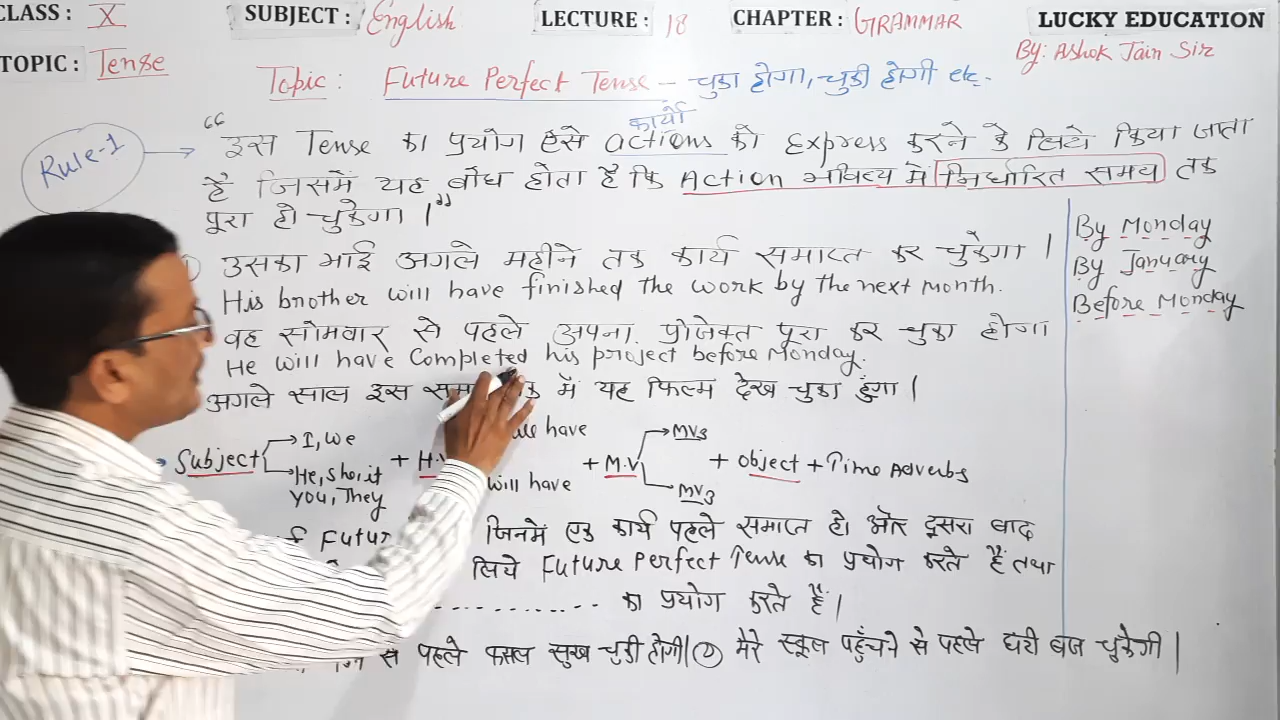 CLASS : X SUBJECT : English LECTURE : 18 CHAPTER : GRAMMAR LUCKY EDUCATION
TOPIC : Tense By: Ashok Jain Sir
Topic: Future Perfect Tense – चुका होगा, चुकी होगी etc.
कार्यो
Rule-1 → “इस Tense का प्रयोग ऐसे actions को Express करने के लिये किया जाता
है जिसमें यह बोध होता है कि Action भविष्य में निर्धारित समय तक
पूरा हो चुकेगा ।”
उसका भाई अगले महीने तक कार्य समाप्त कर चुकेगा ।
His brother will have finished the work by the next month.
वह सोमवार से पहले अपना प्रोजेक्ट पूरा कर चुका होगा
He will have completed his project before Monday.
अगले साल इस में यह फिल्म देख चुका हुंगा ।
By Monday
By January
Before Monday
Subject → I, we
→ He, She, it
You, They
+ H.V
have
will have
+ M.V → MV3
→ MV3
+ object + Time Adverbs
जिनमें एक कार्य पहले समाप्त हो और दूसरा बाद
लिये Future Perfect Tense का प्रयोग करते हैं तथा
............ का प्रयोग करते हैं ।
से पहले फसल सुख चुकी होगी। ② मेरे स्कूल पहुँचने से पहले घंटी बज चुकेगी ।